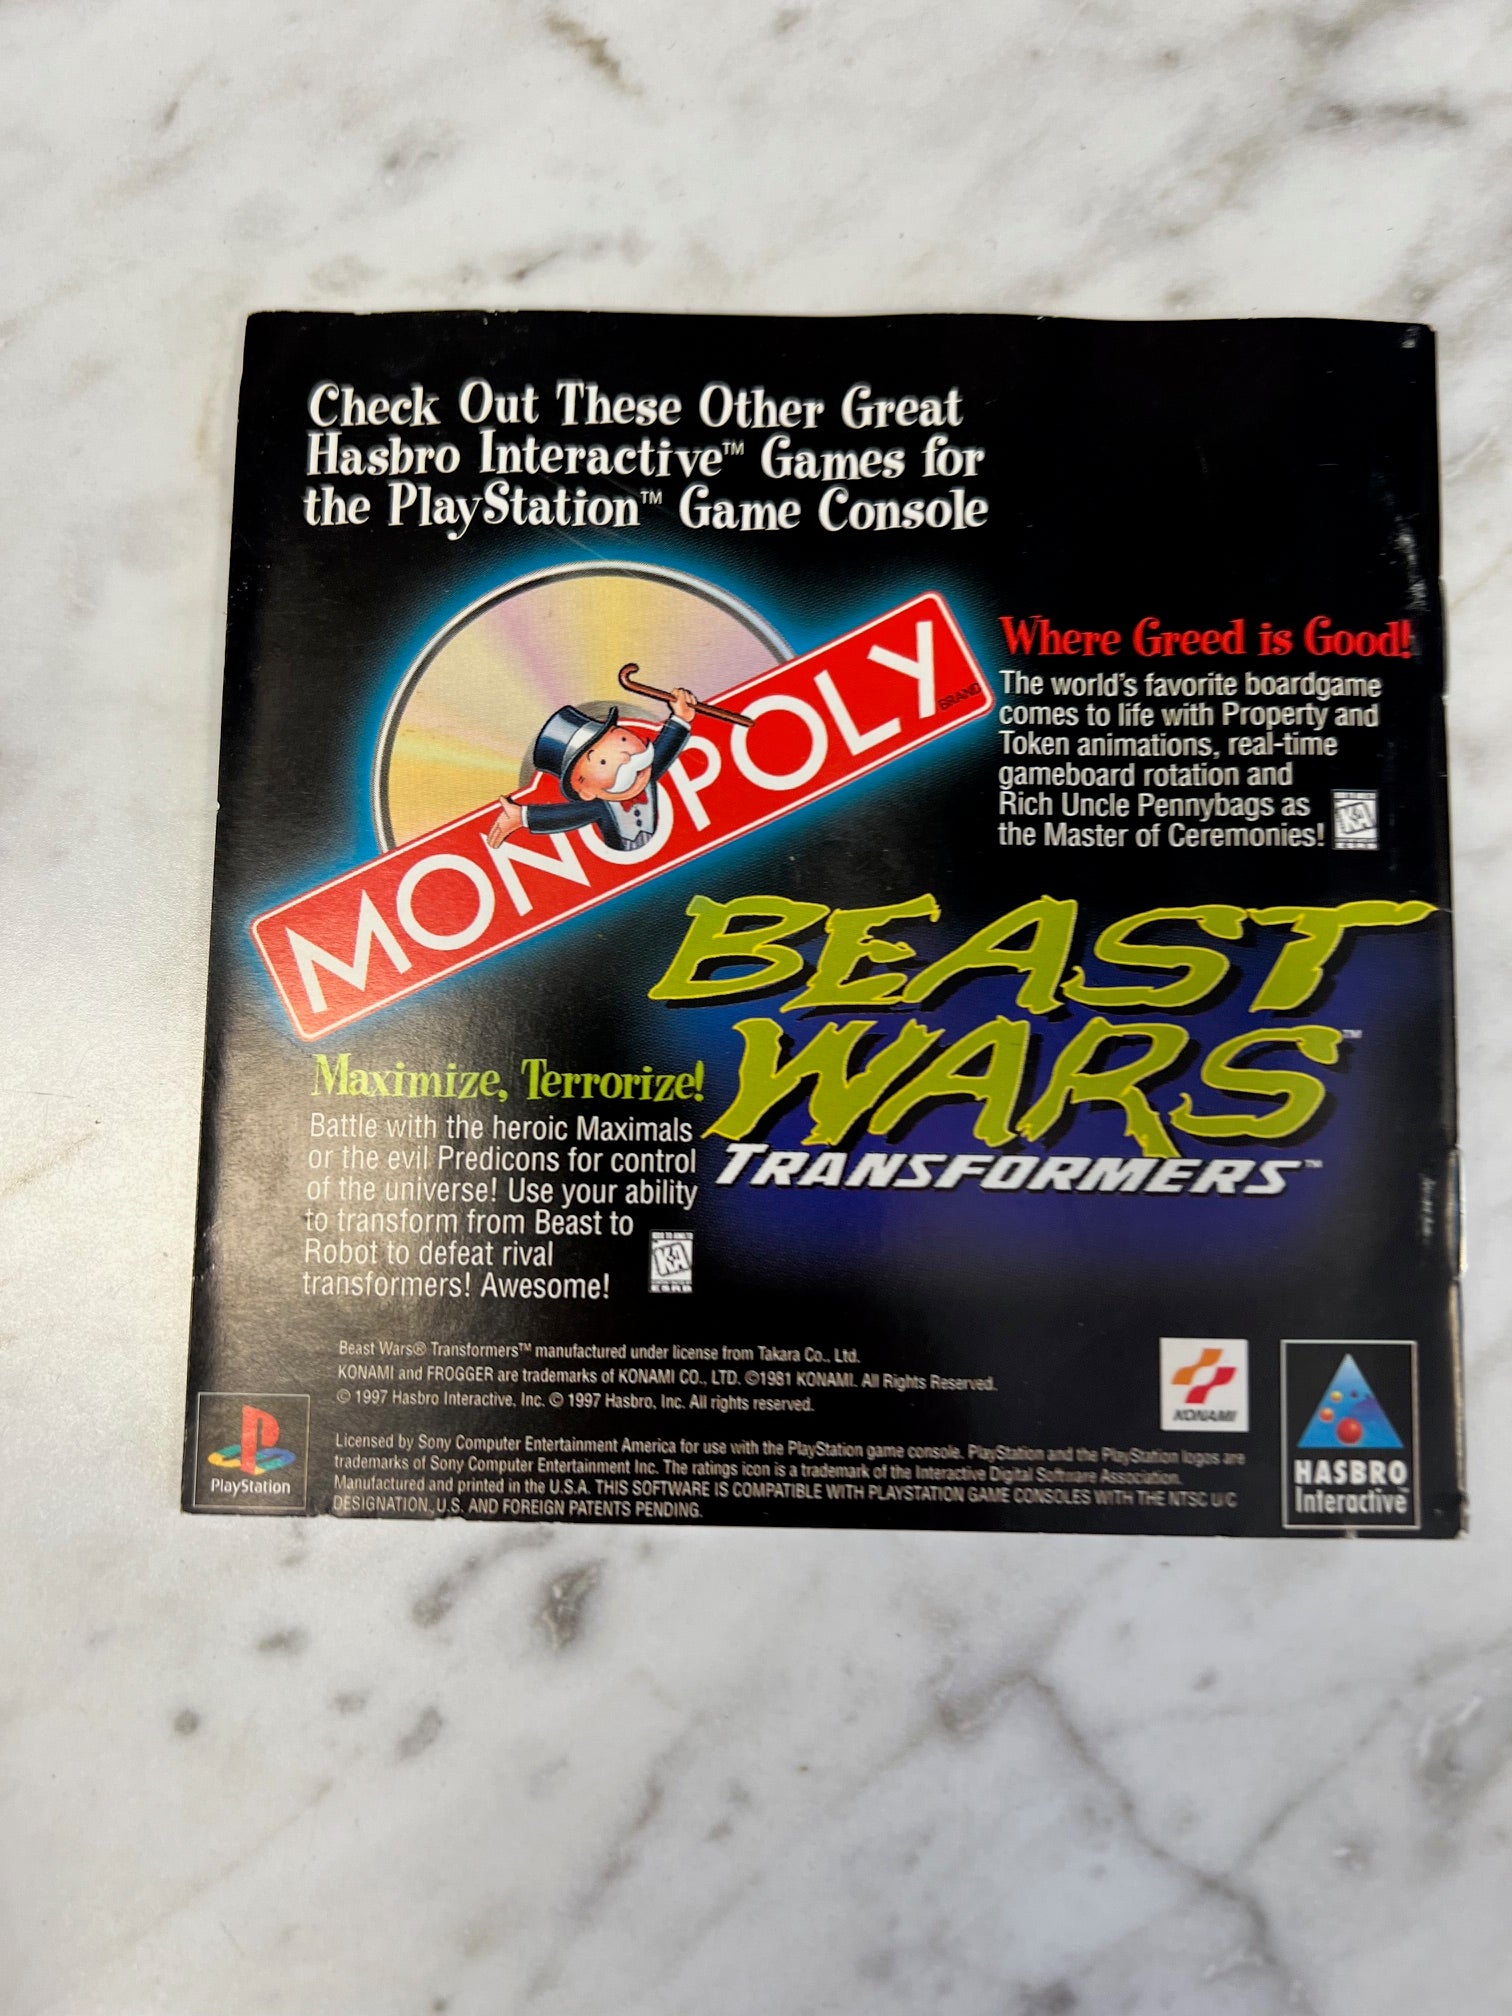 Check Out These Other Great
Hasbro Interactive™ Games for
the PlayStation™ Game Console
MONOPOLY
BRAND
Where Greed is Good!
The world's favorite boardgame
comes to life with Property and
Token animations, real-time
gameboard rotation and
Rich Uncle Pennybags as
the Master of Ceremonies!
KA
ESRB
BEAST
WARS™
TRANSFORMERS™
Maximize, Terrorize!
Battle with the heroic Maximals
or the evil Predicons for control
of the universe! Use your ability
to transform from Beast to
Robot to defeat rival
transformers! Awesome!
KA
ESRB
Beast Wars® Transformers™ manufactured under license from Takara Co., Ltd.
KONAMI and FROGGER are trademarks of KONAMI CO., LTD. ©1981 KONAMI. All Rights Reserved.
© 1997 Hasbro Interactive, Inc. © 1997 Hasbro, Inc. All rights reserved.
KONAMI
Licensed by Sony Computer Entertainment America for use with the PlayStation game console. PlayStation and the PlayStation logos are
trademarks of Sony Computer Entertainment Inc. The ratings icon is a trademark of the Interactive Digital Software Association.
Manufactured and printed in the U.S.A. THIS SOFTWARE IS COMPATIBLE WITH PLAYSTATION GAME CONSOLES WITH THE NTSC U/C
DESIGNATION, U.S. AND FOREIGN PATENTS PENDING.
PlayStation
HASBRO™
Interactive